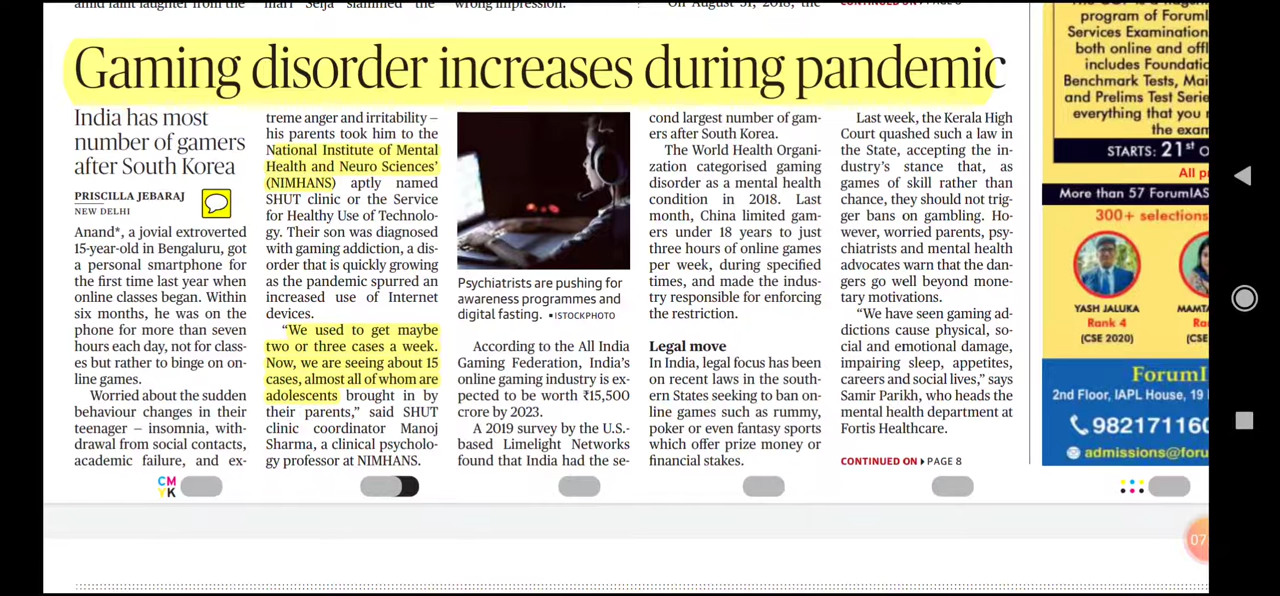 wrong impression.
CONTINUED ON PAGE 8
Gaming disorder increases during pandemic
India has most
number of gamers
after South Korea
PRISCILLA JEBARAJ
NEW DELHI
Anand*, a jovial extroverted
15-year-old in Bengaluru, got
a personal smartphone for
the first time last year when
online classes began. Within
six months, he was on the
phone for more than seven
hours each day, not for class-
es but rather to binge on on-
line games.
Worried about the sudden
behaviour changes in their
teenager – insomnia, with-
drawal from social contacts,
academic failure, and ex-
treme anger and irritability –
his parents took him to the
National Institute of Mental
Health and Neuro Sciences'
(NIMHANS) aptly named
SHUT clinic or the Service
for Healthy Use of Technolo-
gy. Their son was diagnosed
with gaming addiction, a dis-
order that is quickly growing
as the pandemic spurred an
increased use of Internet
devices.
"We used to get maybe
two or three cases a week.
Now, we are seeing about 15
cases, almost all of whom are
adolescents brought in by
their parents," said SHUT
clinic coordinator Manoj
Sharma, a clinical psycholo-
gy professor at NIMHANS.
Psychiatrists are pushing for
awareness programmes and
digital fasting. ▪ISTOCKPHOTO
According to the All India
Gaming Federation, India's
online gaming industry is ex-
pected to be worth ₹15,500
crore by 2023.
A 2019 survey by the U.S.-
based Limelight Networks
found that India had the se-
cond largest number of gam-
ers after South Korea.
The World Health Organi-
zation categorised gaming
disorder as a mental health
condition in 2018. Last
month, China limited gam-
ers under 18 years to just
three hours of online games
per week, during specified
times, and made the indus-
try responsible for enforcing
the restriction.
Legal move
In India, legal focus has been
on recent laws in the south-
ern States seeking to ban on-
line games such as rummy,
poker or even fantasy sports
which offer prize money or
financial stakes.
Last week, the Kerala High
Court quashed such a law in
the State, accepting the in-
dustry's stance that, as
games of skill rather than
chance, they should not trig-
ger bans on gambling. Ho-
wever, worried parents, psy-
chiatrists and mental health
advocates warn that the dan-
gers go well beyond mone-
tary motivations.
"We have seen gaming ad-
dictions cause physical, so-
cial and emotional damage,
impairing sleep, appetites,
careers and social lives," says
Samir Parikh, who heads the
mental health department at
Fortis Healthcare.
CONTINUED ON ▸ PAGE 8
CM
YK
program of ForumI
Services Examination
both online and offl
includes Foundatio
Benchmark Tests, Mai
and Prelims Test Serie
everything that you
the exam
STARTS: 21st O
All p
More than 57 ForumIAS
300+ selections
YASH JALUKA
Rank 4
(CSE 2020)
MAMT
Ra
(CSE
ForumI
2nd Floor, IAPL House, 19
982171160
admissions@foru
07